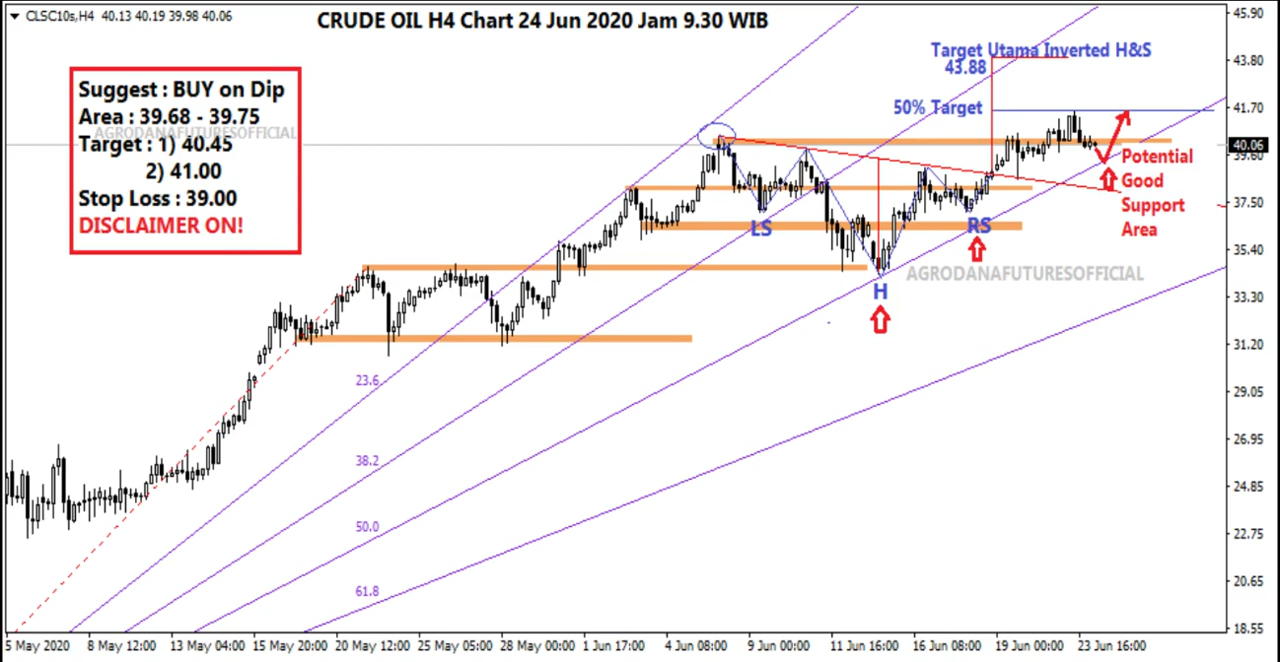 CLSC10s,H4 40.13 40.19 39.98 40.06
CRUDE OIL H4 Chart 24 Jun 2020 Jam 9.30 WIB
Suggest : BUY on Dip
Area : 39.68 - 39.75
AGRODANAFUTURESOFFICIAL
Target : 1) 40.45
2) 41.00
Stop Loss : 39.00
DISCLAIMER ON!
Target Utama Inverted H&S
43.88
50% Target
Potential
Good
Support
Area
LS
RS
H
AGRODANAFUTURESOFFICIAL
23.6
38.2
50.0
61.8
45.90
43.80
41.70
40.06
39.60
37.50
35.40
33.30
31.20
29.05
26.95
24.85
22.75
20.65
18.55
5 May 2020
8 May 12:00
13 May 04:00
15 May 20:00
20 May 12:00
25 May 08:00
28 May 00:00
1 Jun 17:00
4 Jun 08:00
9 Jun 00:00
11 Jun 16:00
16 Jun 08:00
19 Jun 00:00
23 Jun 16:00